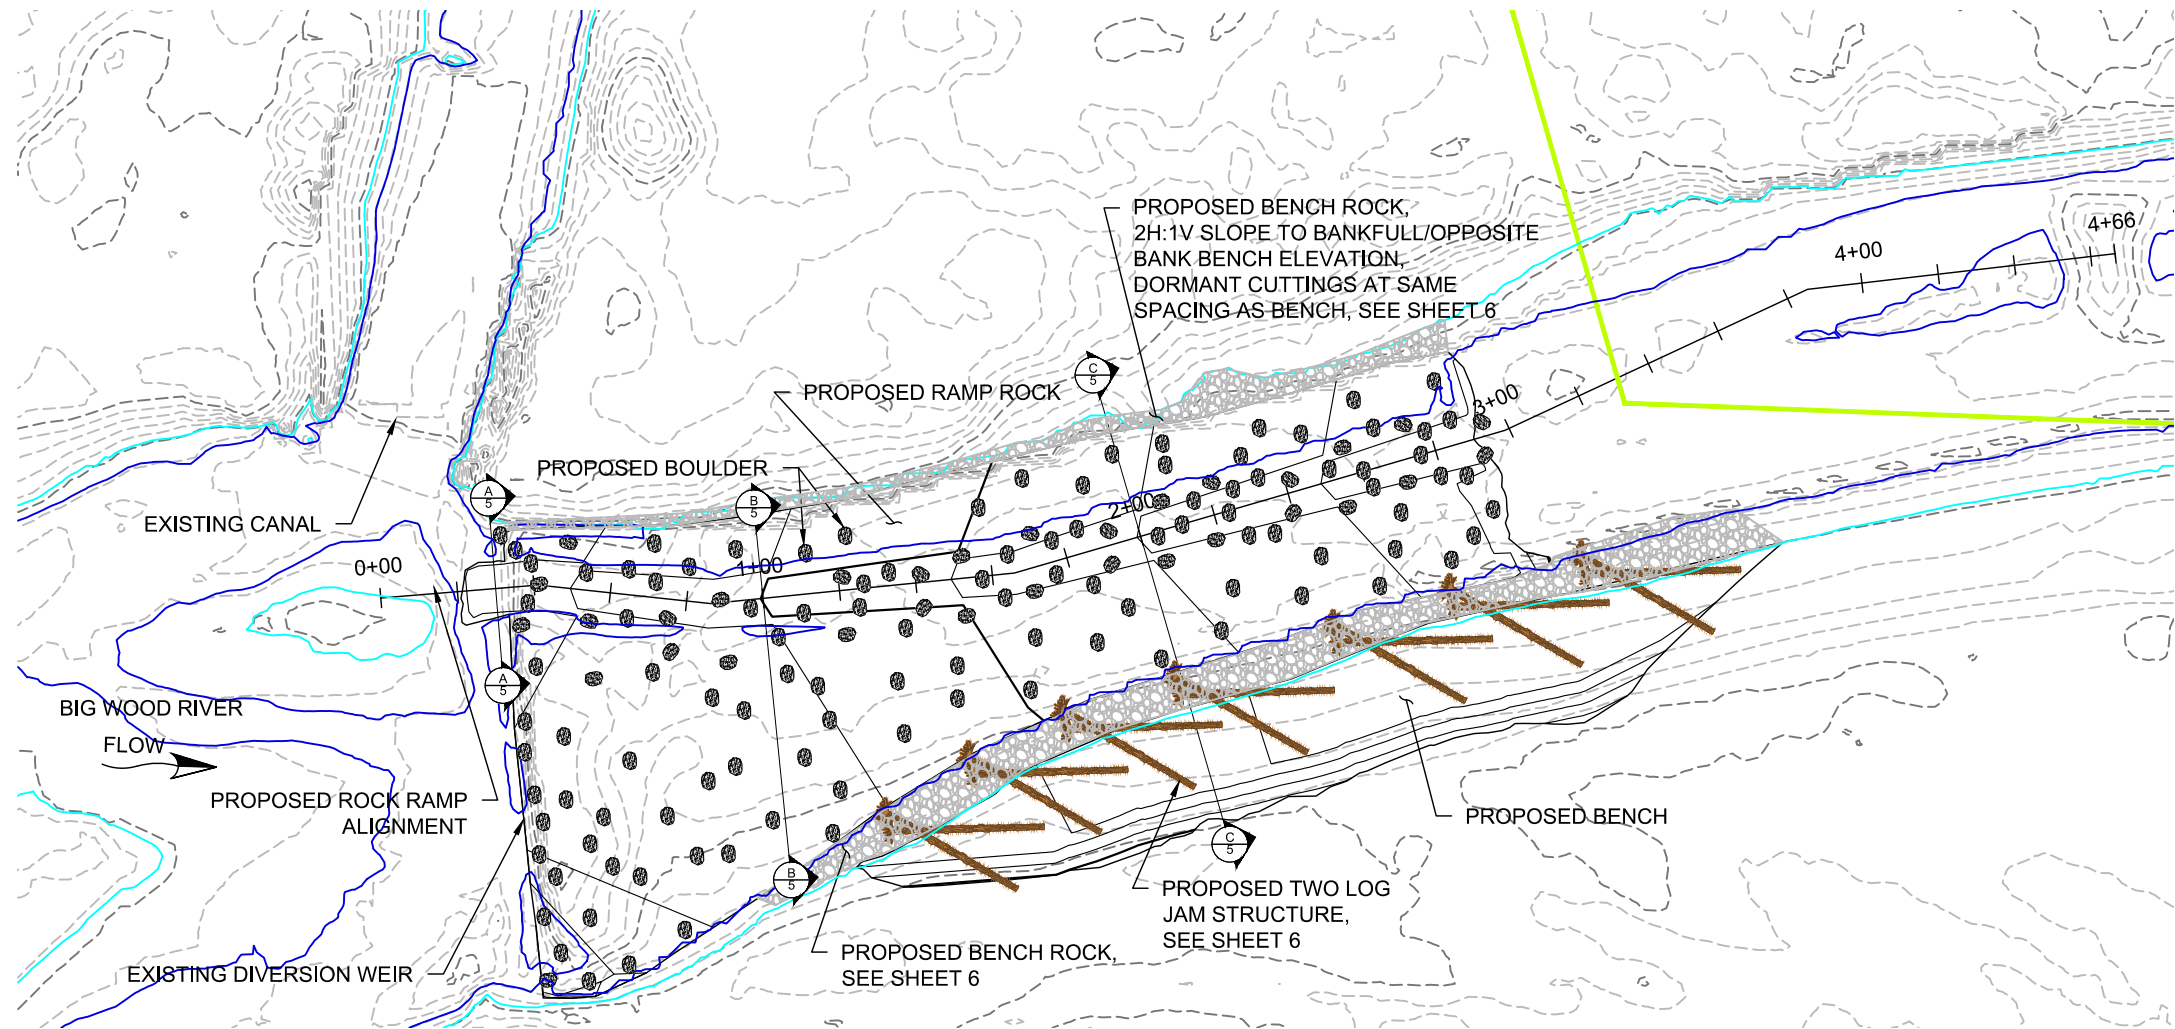 PROPOSED BENCH ROCK,
2H:1V SLOPE TO BANKFULL/OPPOSITE
BANK BENCH ELEVATION,
DORMANT CUTTINGS AT SAME
SPACING AS BENCH, SEE SHEET 6
4+66
4+00
C
5
PROPOSED RAMP ROCK
3+00
PROPOSED BOULDER
A
5
B
5
2+00
EXISTING CANAL
0+00
1+00
A
5
BIG WOOD RIVER
FLOW
PROPOSED ROCK RAMP
ALIGNMENT
PROPOSED BENCH
C
5
B
5
PROPOSED TWO LOG
JAM STRUCTURE,
SEE SHEET 6
PROPOSED BENCH ROCK,
SEE SHEET 6
EXISTING DIVERSION WEIR